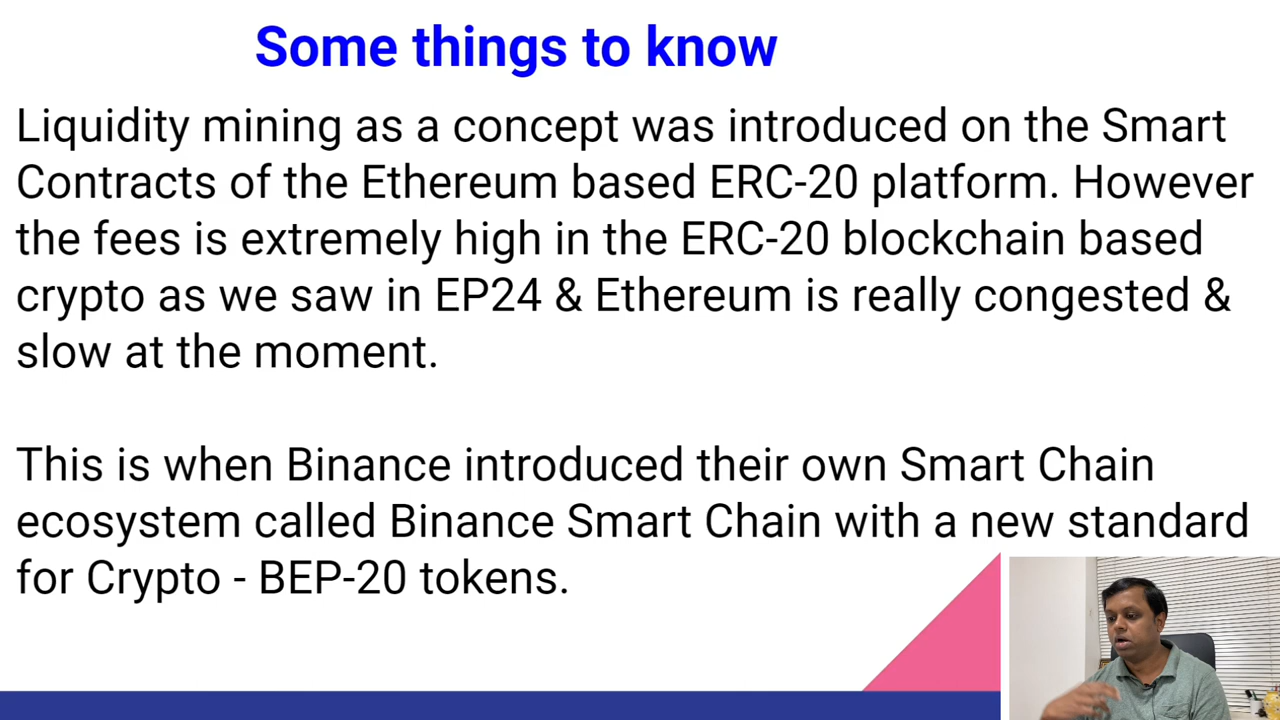 Some things to know
Liquidity mining as a concept was introduced on the Smart
Contracts of the Ethereum based ERC-20 platform. However
the fees is extremely high in the ERC-20 blockchain based
crypto as we saw in EP24 & Ethereum is really congested &
slow at the moment.
This is when Binance introduced their own Smart Chain
ecosystem called Binance Smart Chain with a new standard
for Crypto - BEP-20 tokens.